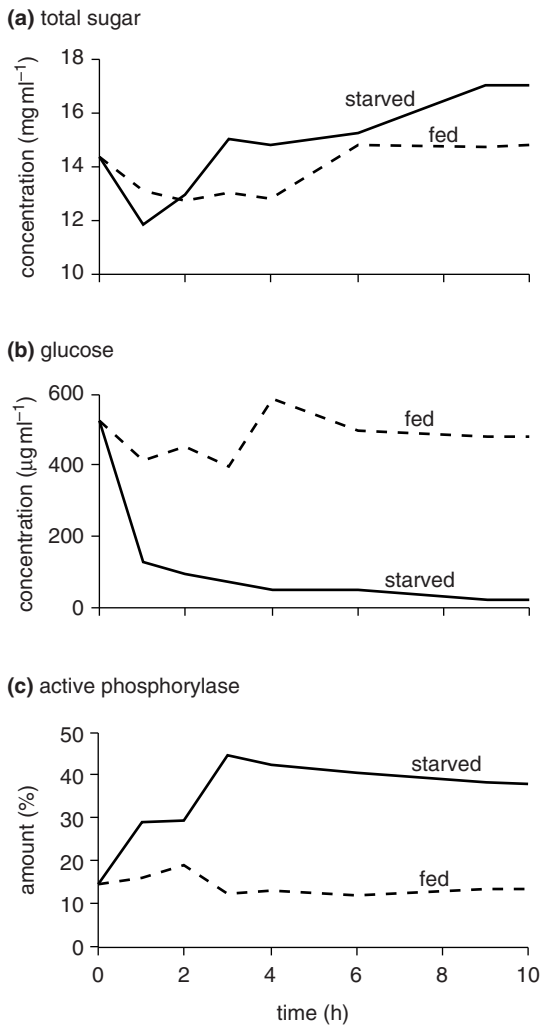 (a) total sugar
18
16
14
12
10
concentration (mg ml⁻¹)
starved
fed
(b) glucose
600
400
200
0
concentration (µg ml⁻¹)
fed
starved
(c) active phosphorylase
50
40
30
20
10
0
amount (%)
starved
fed
0 2 4 6 8 10
time (h)